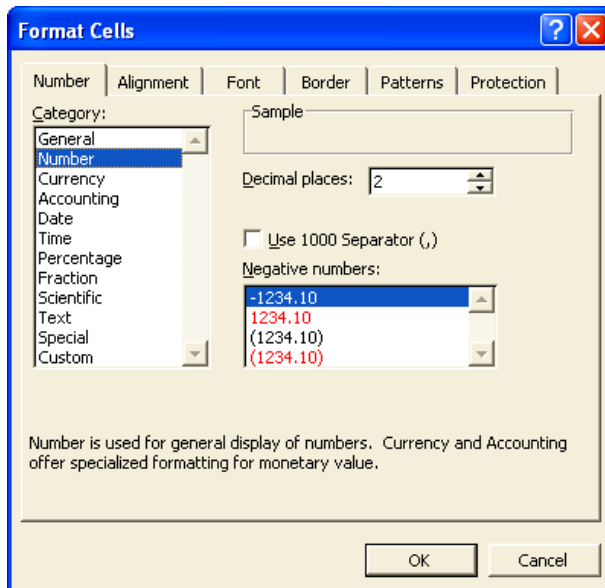 Format Cells
Number Alignment Font Border Patterns Protection
Category:
General
Number
Currency
Accounting
Date
Time
Percentage
Fraction
Scientific
Text
Special
Custom
Sample
Decimal places: 2
Use 1000 Separator (,)
Negative numbers:
-1234.10
1234.10
(1234.10)
(1234.10)
Number is used for general display of numbers. Currency and Accounting
offer specialized formatting for monetary value.
OK Cancel